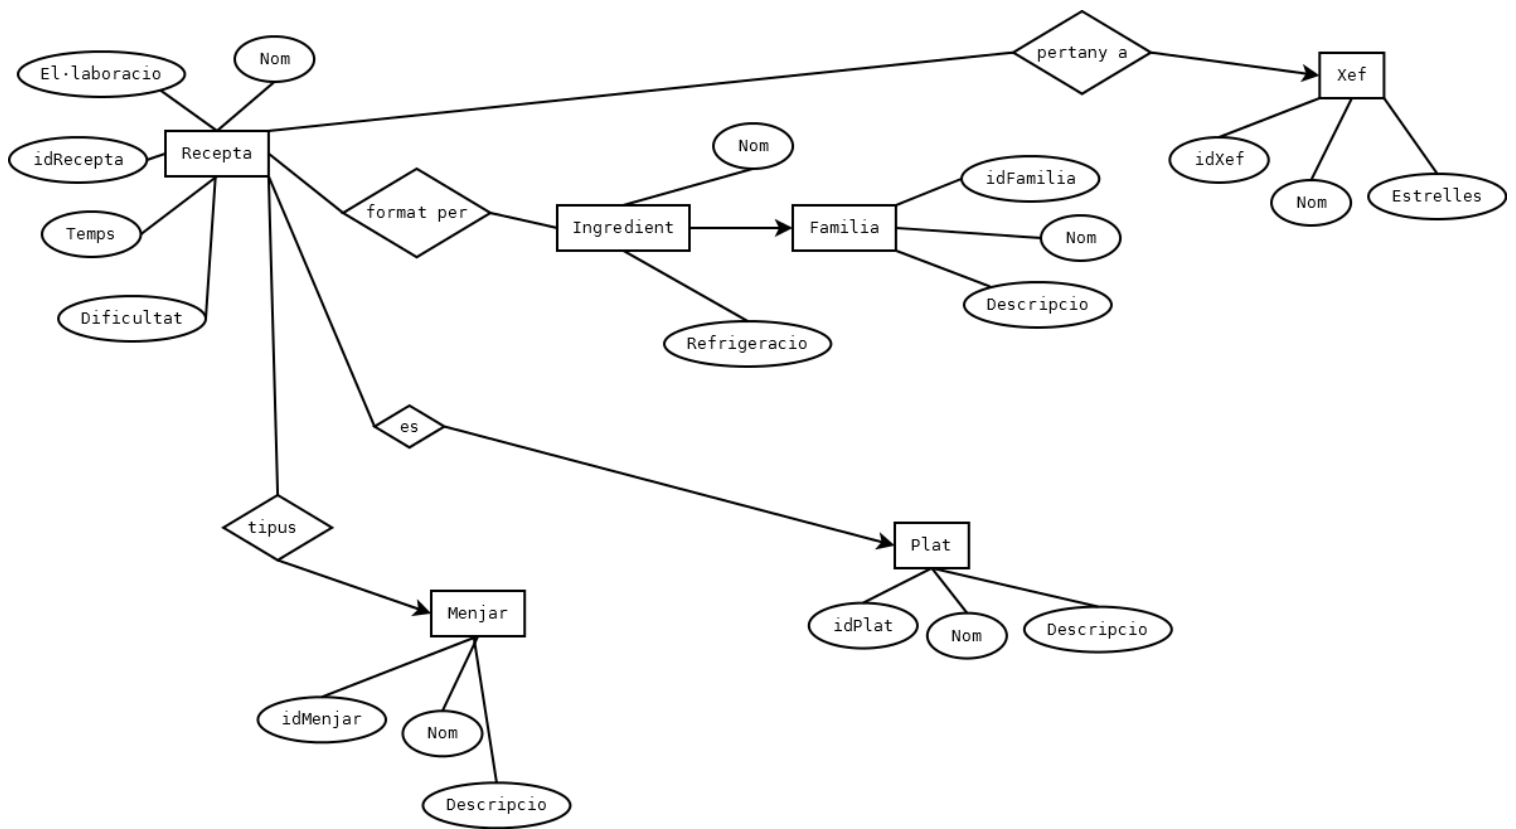 pertany a
Nom
El·laboracio
Xef
Nom
Recepta
idRecepta
idXef
idFamilia
Estrelles
Nom
format per
Ingredient
Familia
Temps
Nom
Descripcio
Dificultat
Refrigeracio
es
tipus
Plat
Menjar
idPlat
Nom
Descripcio
idMenjar
Nom
Descripcio